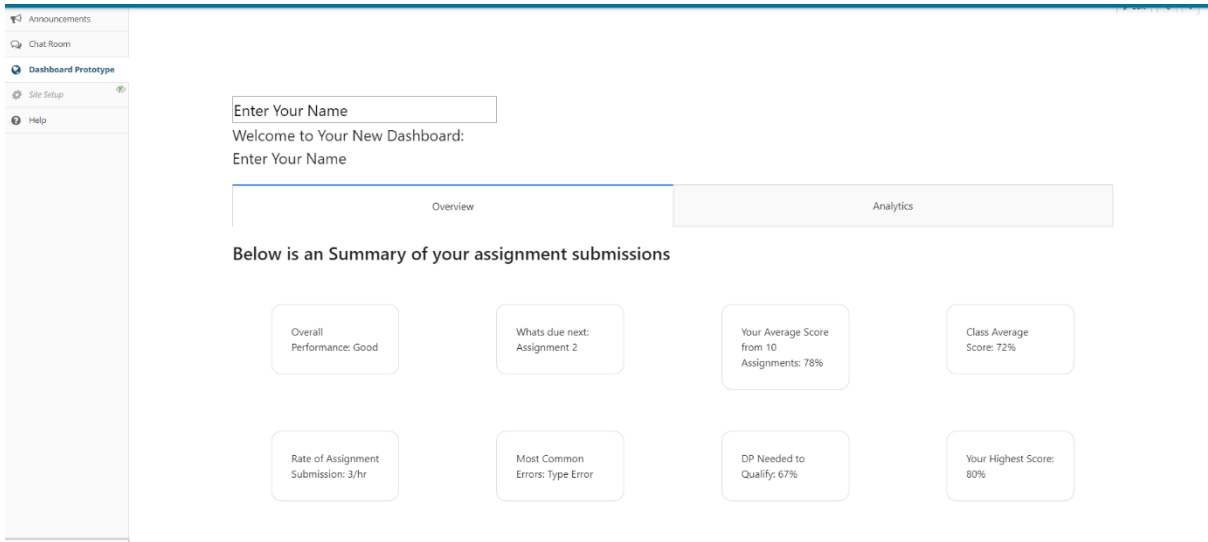 Announcements
Chat Room
Dashboard Prototype
Site Setup
Help
Enter Your Name
Welcome to Your New Dashboard:
Enter Your Name
Overview
Analytics
Below is an Summary of your assignment submissions
Overall
Performance: Good
Whats due next:
Assignment 2
Your Average Score
from 10
Assignments: 78%
Class Average
Score: 72%
Rate of Assignment
Submission: 3/hr
Most Common
Errors: Type Error
DP Needed to
Qualify: 67%
Your Highest Score:
80%